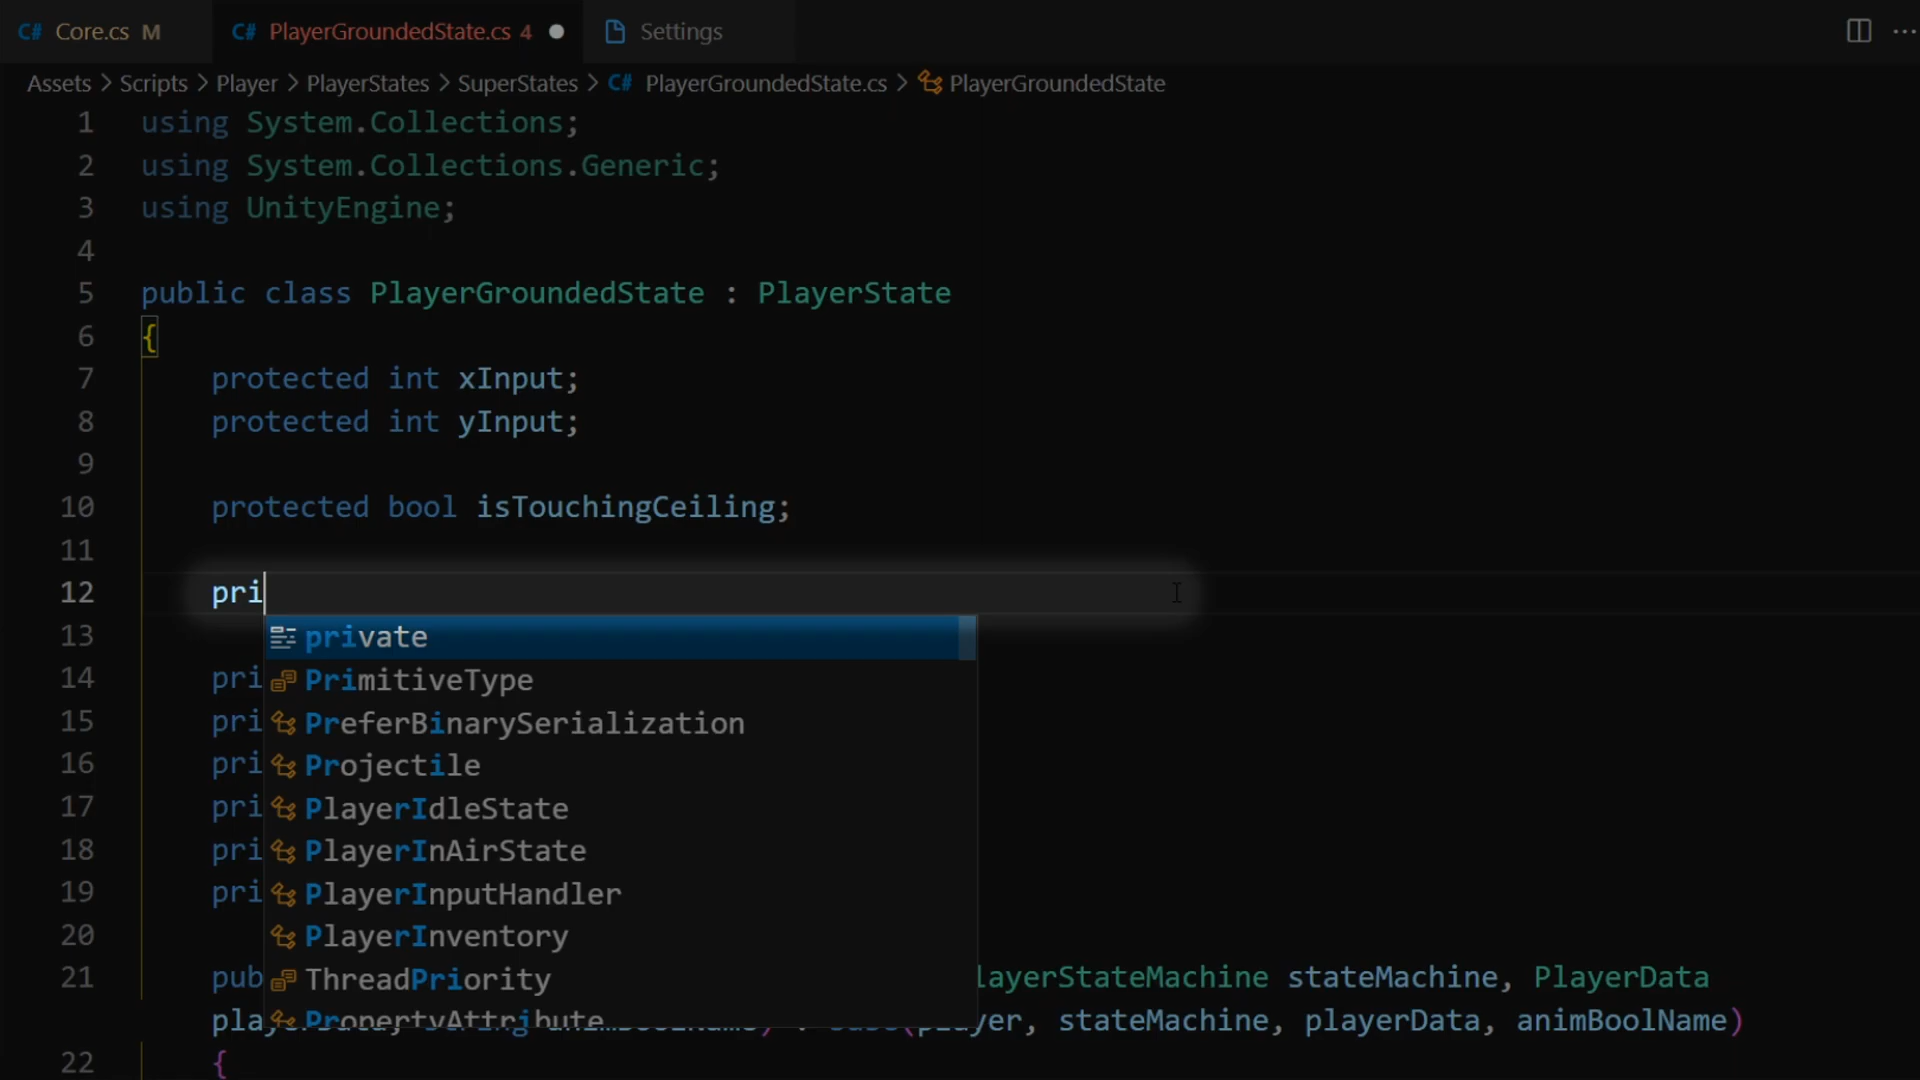 C# Core.cs M C# PlayerGroundedState.cs 4 Settings
Assets > Scripts > Player > PlayerStates > SuperStates > C# PlayerGroundedState.cs > PlayerGroundedState
1 using System.Collections;
2 using System.Collections.Generic;
3 using UnityEngine;
4
5 public class PlayerGroundedState : PlayerState
6 {
7 protected int xInput;
8 protected int yInput;
9
10 protected bool isTouchingCeiling;
11
12 pri
13 private
14 pri PrimitiveType
15 pri PreferBinarySerialization
16 pri Projectile
17 pri PlayerIdleState
18 pri PlayerInAirState
19 pri PlayerInputHandler
20 PlayerInventory
21 pub ThreadPriority layerStateMachine stateMachine, PlayerData
PropertyAttribute player, stateMachine, playerData, animBoolName)
22 {